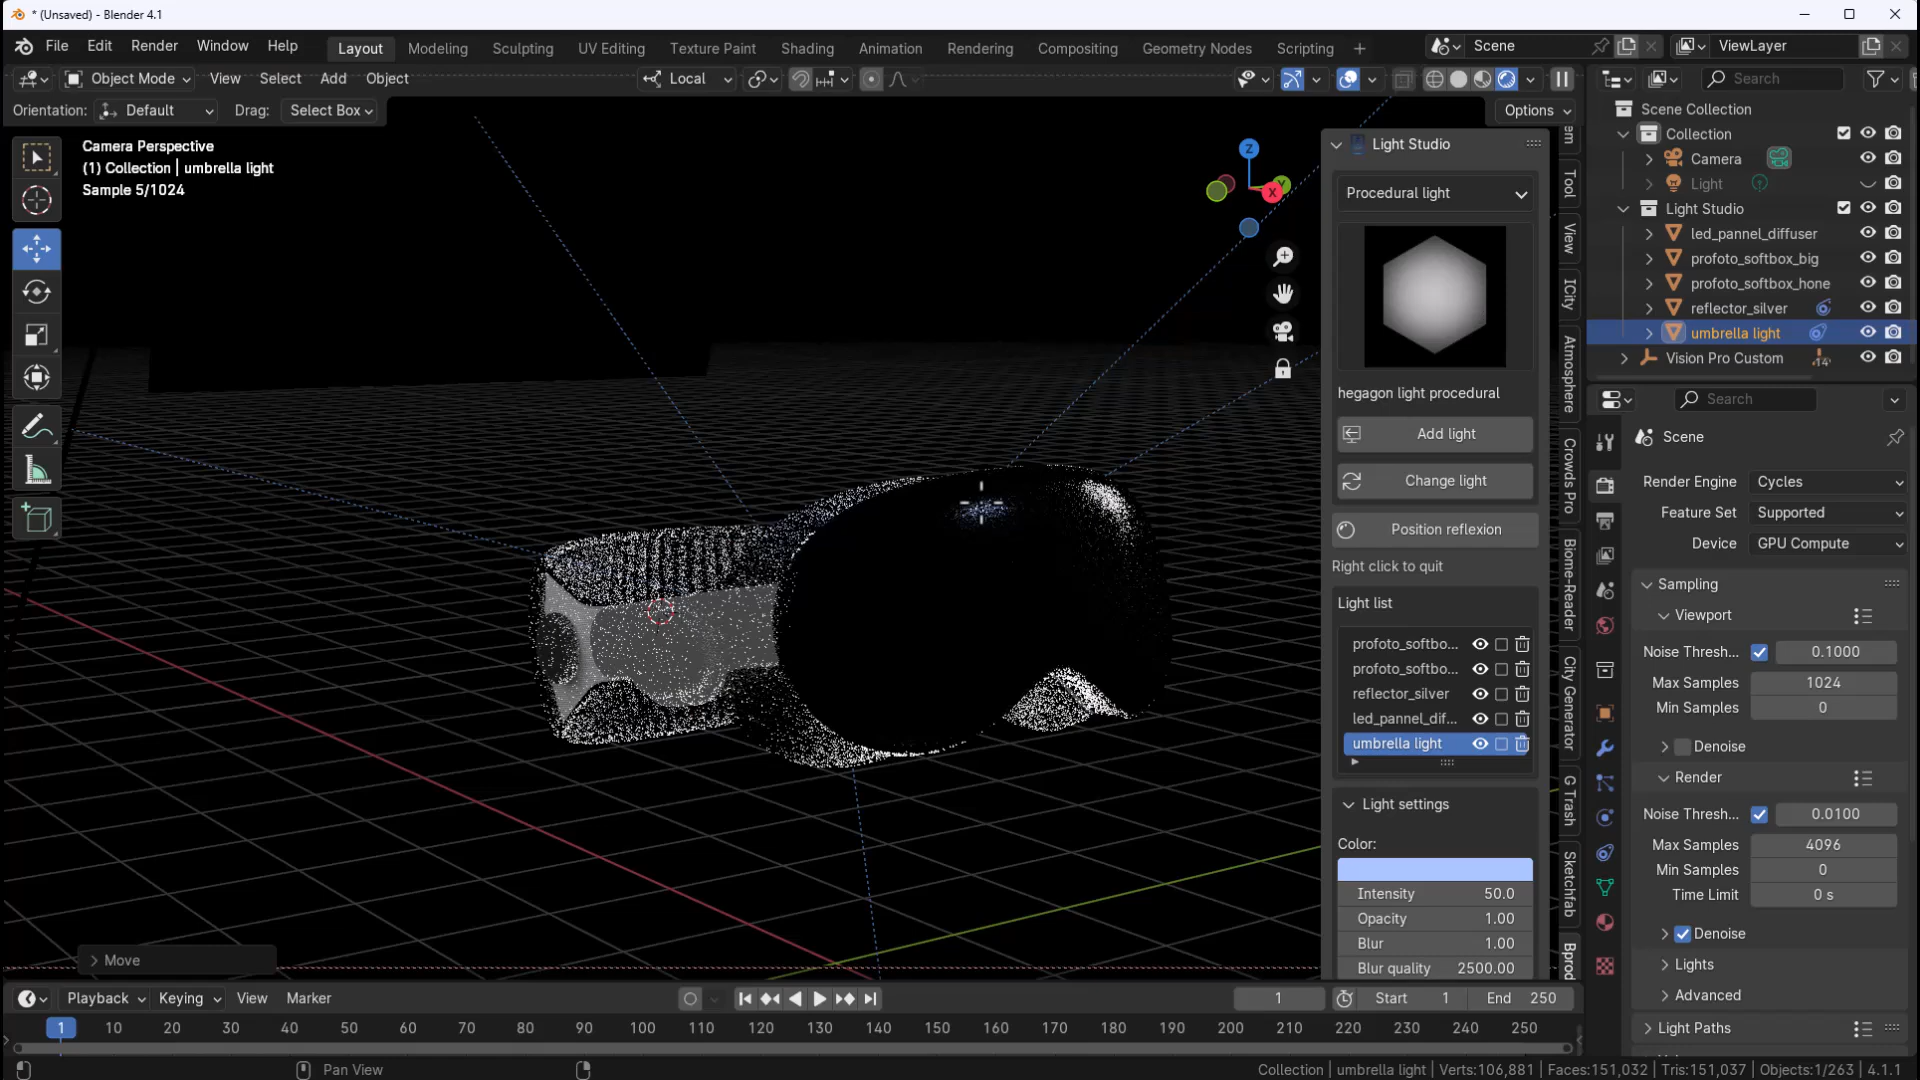 * (Unsaved) - Blender 4.1
File Edit Render Window Help
Layout Modeling Sculpting UV Editing Texture Paint Shading Animation Rendering Compositing Geometry Nodes Scripting +
Scene
ViewLayer
Object Mode View Select Add Object
Local
Search
Orientation: Default Drag: Select Box
Options
Camera Perspective
(1) Collection | umbrella light
Sample 5/1024
Z
X
Tool
View
ICity
Atmosphere
Crowds Pro
Biome-Reader
City Generator
G Trash
Sketchfab
Bprod
Light Studio
Procedural light
hegagon light procedural
Add light
Change light
Position reflexion
Right click to quit
Light list
profoto_softbo...
profoto_softbo...
reflector_silver
led_pannel_dif...
umbrella light
Light settings
Color:
Intensity 50.0
Opacity 1.00
Blur 1.00
Blur quality 2500.00
Scene Collection
Collection
Camera
Light
Light Studio
led_pannel_diffuser
profoto_softbox_big
profoto_softbox_hone
reflector_silver
umbrella light
Vision Pro Custom
14
Search
Scene
Render Engine Cycles
Feature Set Supported
Device GPU Compute
Sampling
Viewport
Noise Thresh... 0.1000
Max Samples 1024
Min Samples 0
Denoise
Render
Noise Thresh... 0.0100
Max Samples 4096
Min Samples 0
Time Limit 0 s
Denoise
Lights
Advanced
Light Paths
Move
Playback Keying View Marker
1
Start 1 End 250
1 10 20 30 40 50 60 70 80 90 100 110 120 130 140 150 160 170 180 190 200 210 220 230 240 250
Pan View
Collection | umbrella light | Verts:106,881 | Faces:151,032 | Tris:151,037 | Objects:1/263 | 4.1.1